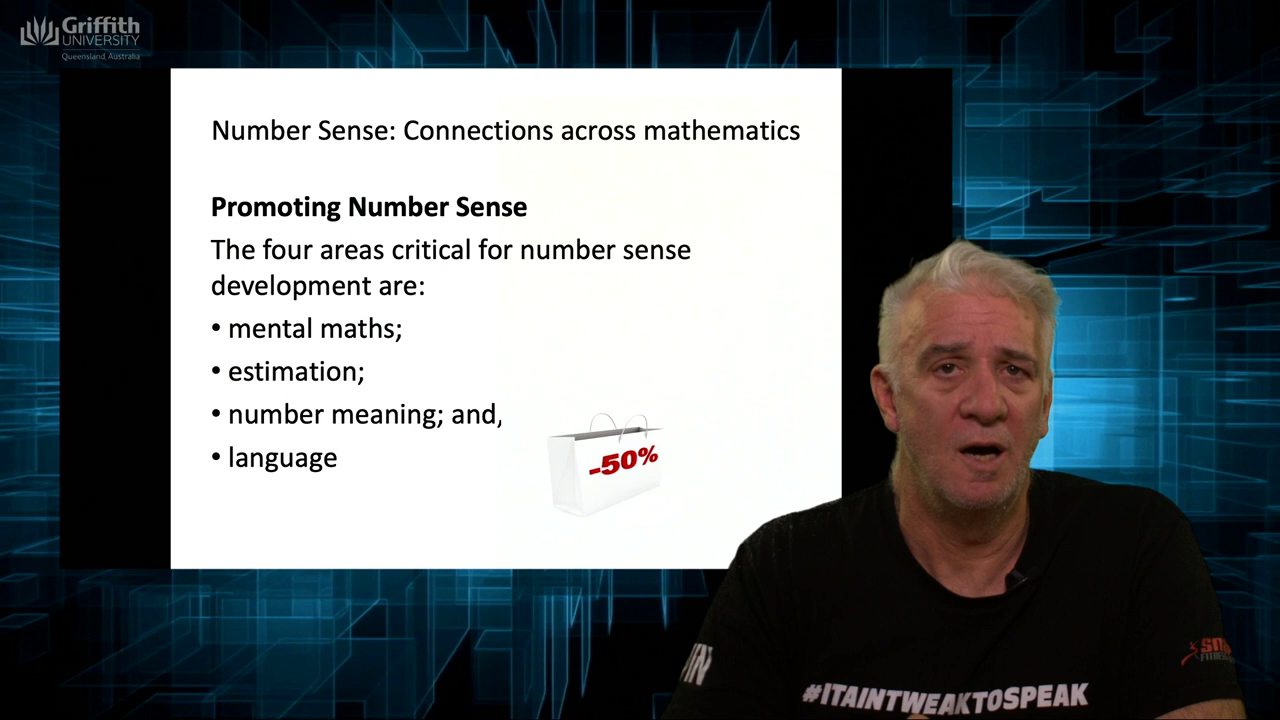 Griffith
UNIVERSITY
Queensland, Australia
Number Sense: Connections across mathematics
Promoting Number Sense
The four areas critical for number sense
development are:
• mental maths;
• estimation;
• number meaning; and,
• language
-50%
#ITAINTWEAKTOSPEAK